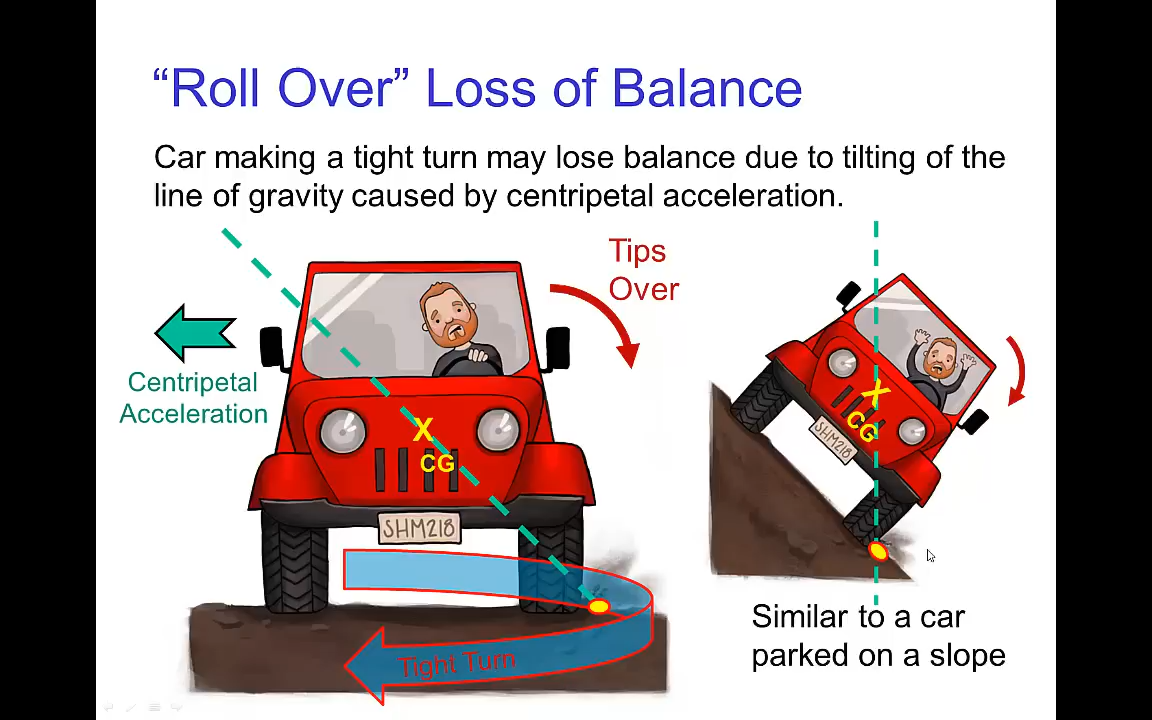 “Roll Over” Loss of Balance
Car making a tight turn may lose balance due to tilting of the
line of gravity caused by centripetal acceleration.
Tips
Over
Centripetal
Acceleration
X
CG
SHM218
Tight Turn
X
CG
SHM218
Similar to a car
parked on a slope